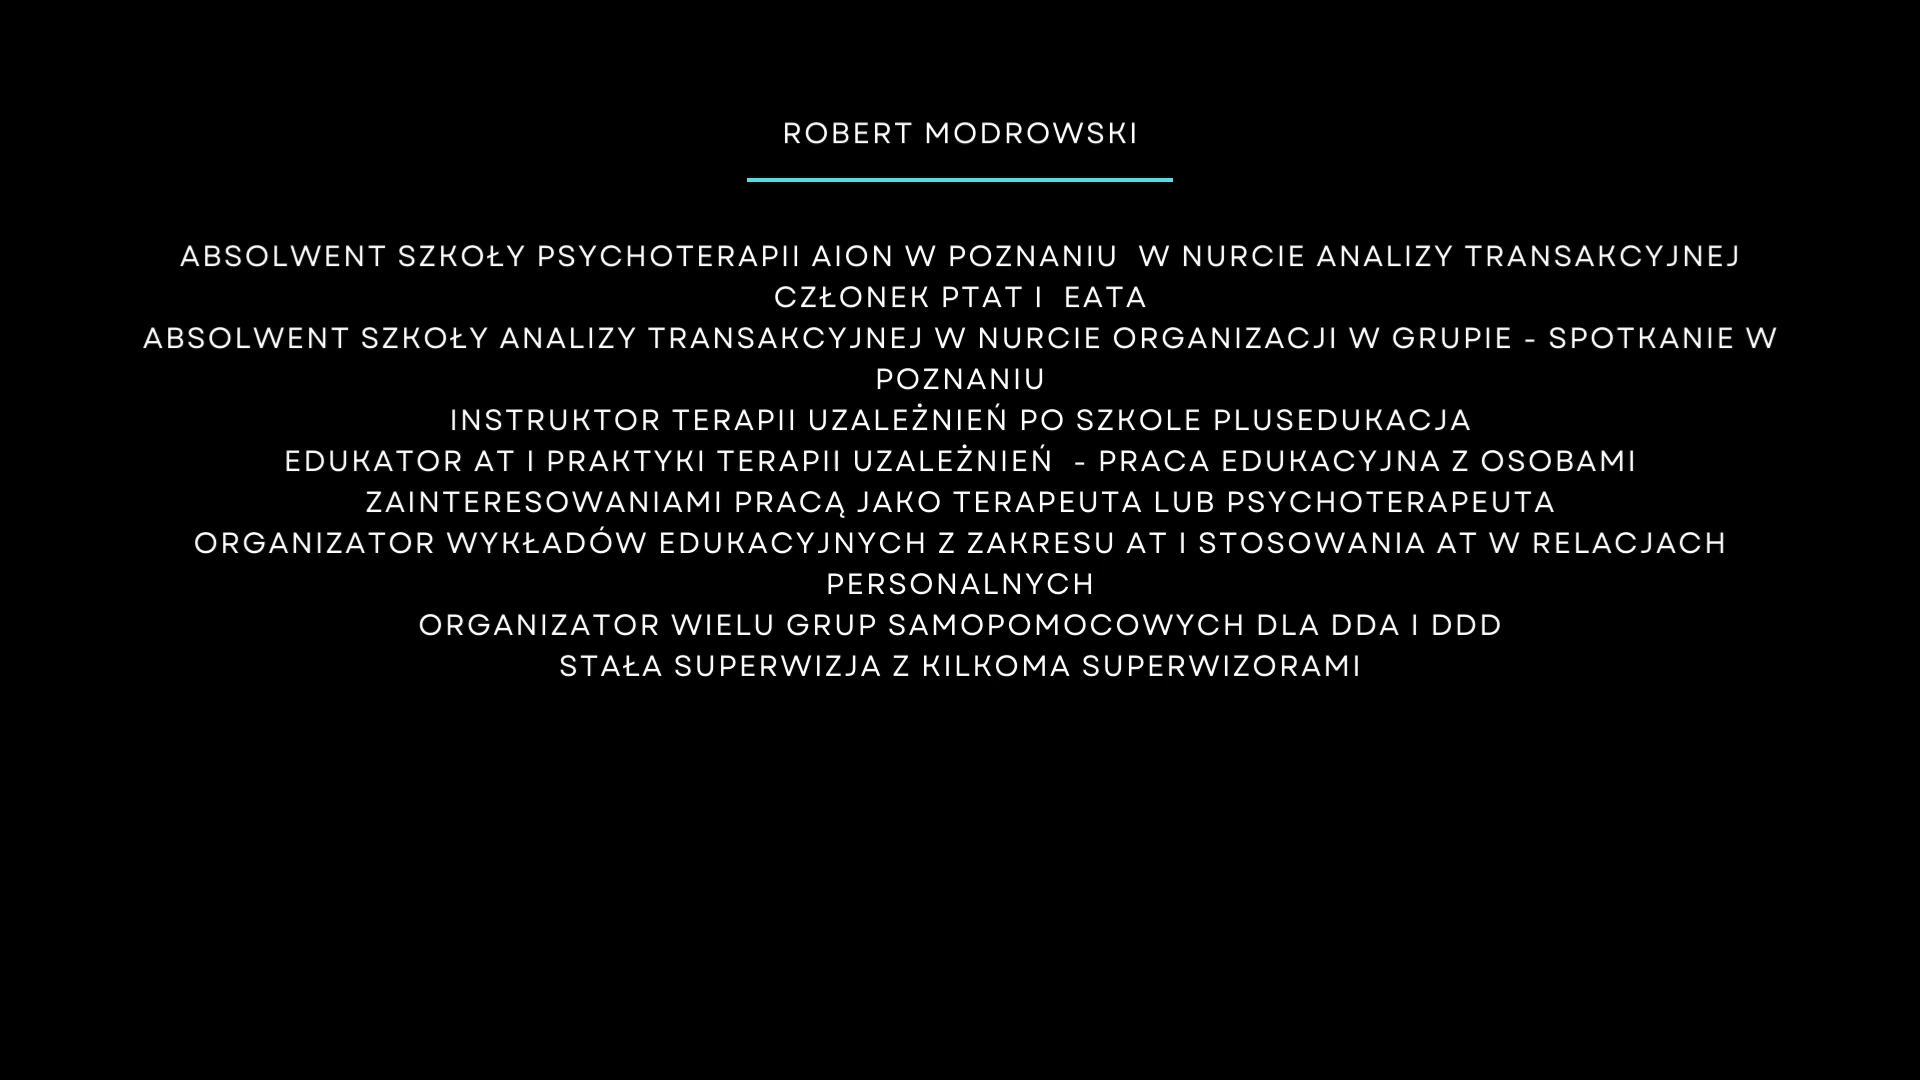 ROBERT MODROWSKI
ABSOLWENT SZKOŁY PSYCHOTERAPII AION W POZNANIU  W NURCIE ANALIZY TRANSAKCYJNEJ
CZŁONEK PTAT I  EATA
ABSOLWENT SZKOŁY ANALIZY TRANSAKCYJNEJ W NURCIE ORGANIZACJI W GRUPIE - SPOTKANIE W
POZNANIU
INSTRUKTOR TERAPII UZALEŻNIEŃ PO SZKOLE PLUSEDUKACJA
EDUKATOR AT I PRAKTYKI TERAPII UZALEŻNIEŃ  - PRACA EDUKACYJNA Z OSOBAMI
ZAINTERESOWANIAMI PRACĄ JAKO TERAPEUTA LUB PSYCHOTERAPEUTA
ORGANIZATOR WYKŁADÓW EDUKACYJNYCH Z ZAKRESU AT I STOSOWANIA AT W RELACJACH
PERSONALNYCH
ORGANIZATOR WIELU GRUP SAMOPOMOCOWYCH DLA DDA I DDD
STAŁA SUPERWIZJA Z KILKOMA SUPERWIZORAMI